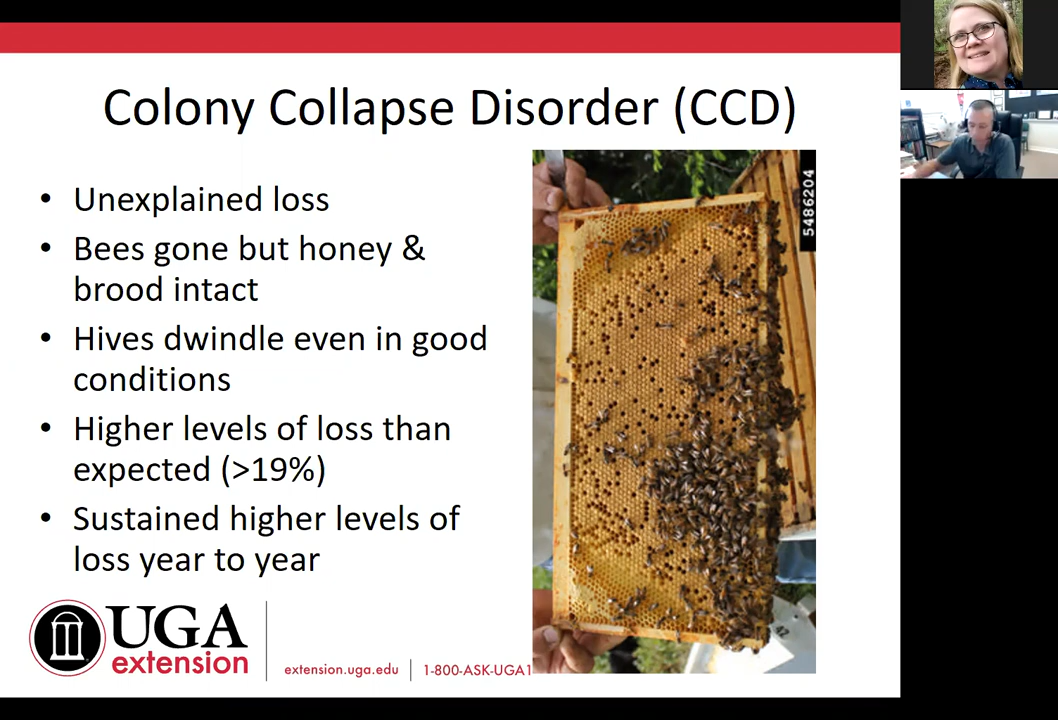 Colony Collapse Disorder (CCD)
• Unexplained loss
• Bees gone but honey &
brood intact
• Hives dwindle even in good
conditions
• Higher levels of loss than
expected (>19%)
• Sustained higher levels of
loss year to year
5486204
UGA
extension
extension.uga.edu
1-800-ASK-UGA1